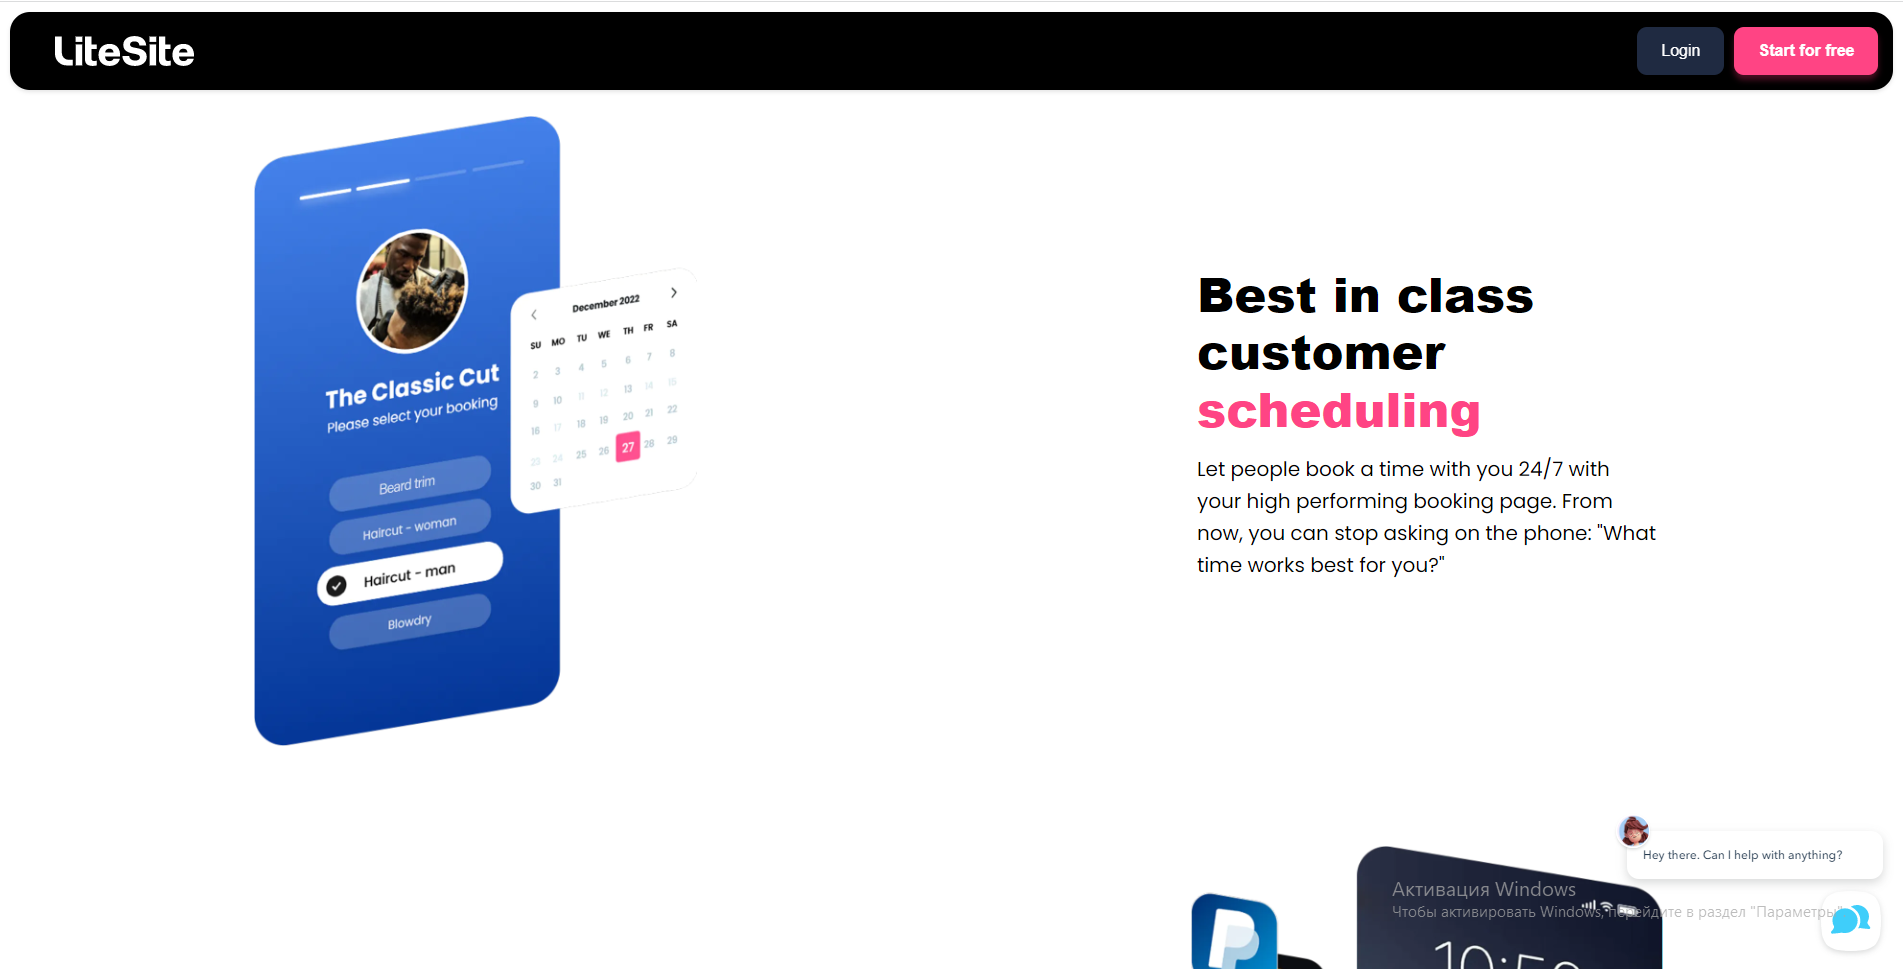 LiteSite
Login
Start for free
The Classic Cut
Please select your booking
Beard trim
Haircut - woman
Haircut - man
Blowdry
December 2022
SU MO TU WE TH FR SA
2 3 4 5 6 7 8
9 10 11 12 13 14 15
16 17 18 19 20 21 22
23 24 25 26 27 28 29
30 31
Best in class
customer
scheduling
Let people book a time with you 24/7 with
your high performing booking page. From
now, you can stop asking on the phone: "What
time works best for you?"
Hey there. Can I help with anything?
Активация Windows
Чтобы активировать Windows, перейдите в раздел "Параметры"